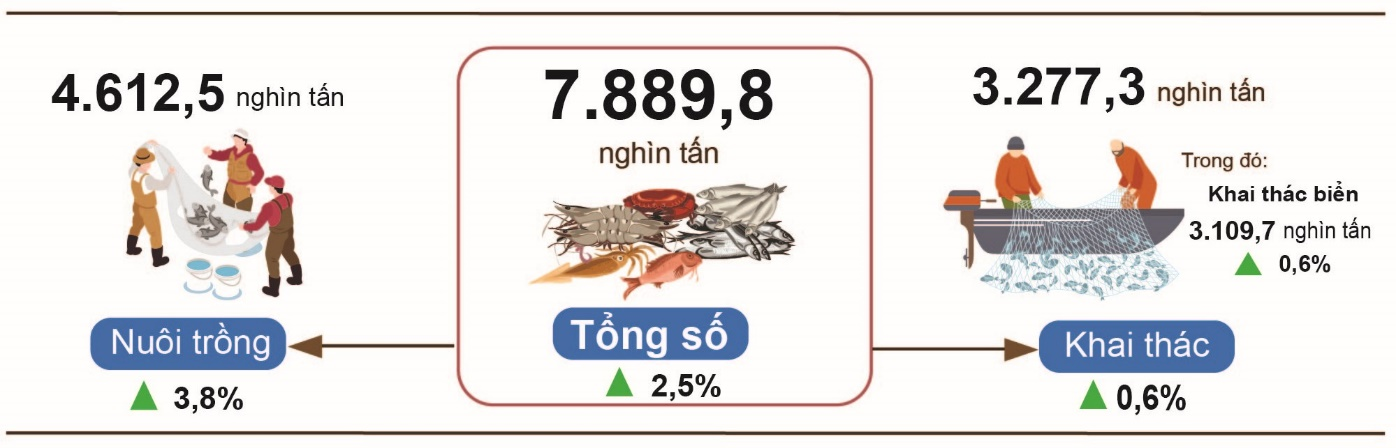 4.612,5 nghìn tấn
Nuôi trồng
3,8%
7.889,8
nghìn tấn
Tổng số
2,5%
3.277,3 nghìn tấn
Trong đó:
Khai thác biển
3.109,7 nghìn tấn
0,6%
Khai thác
0,6%